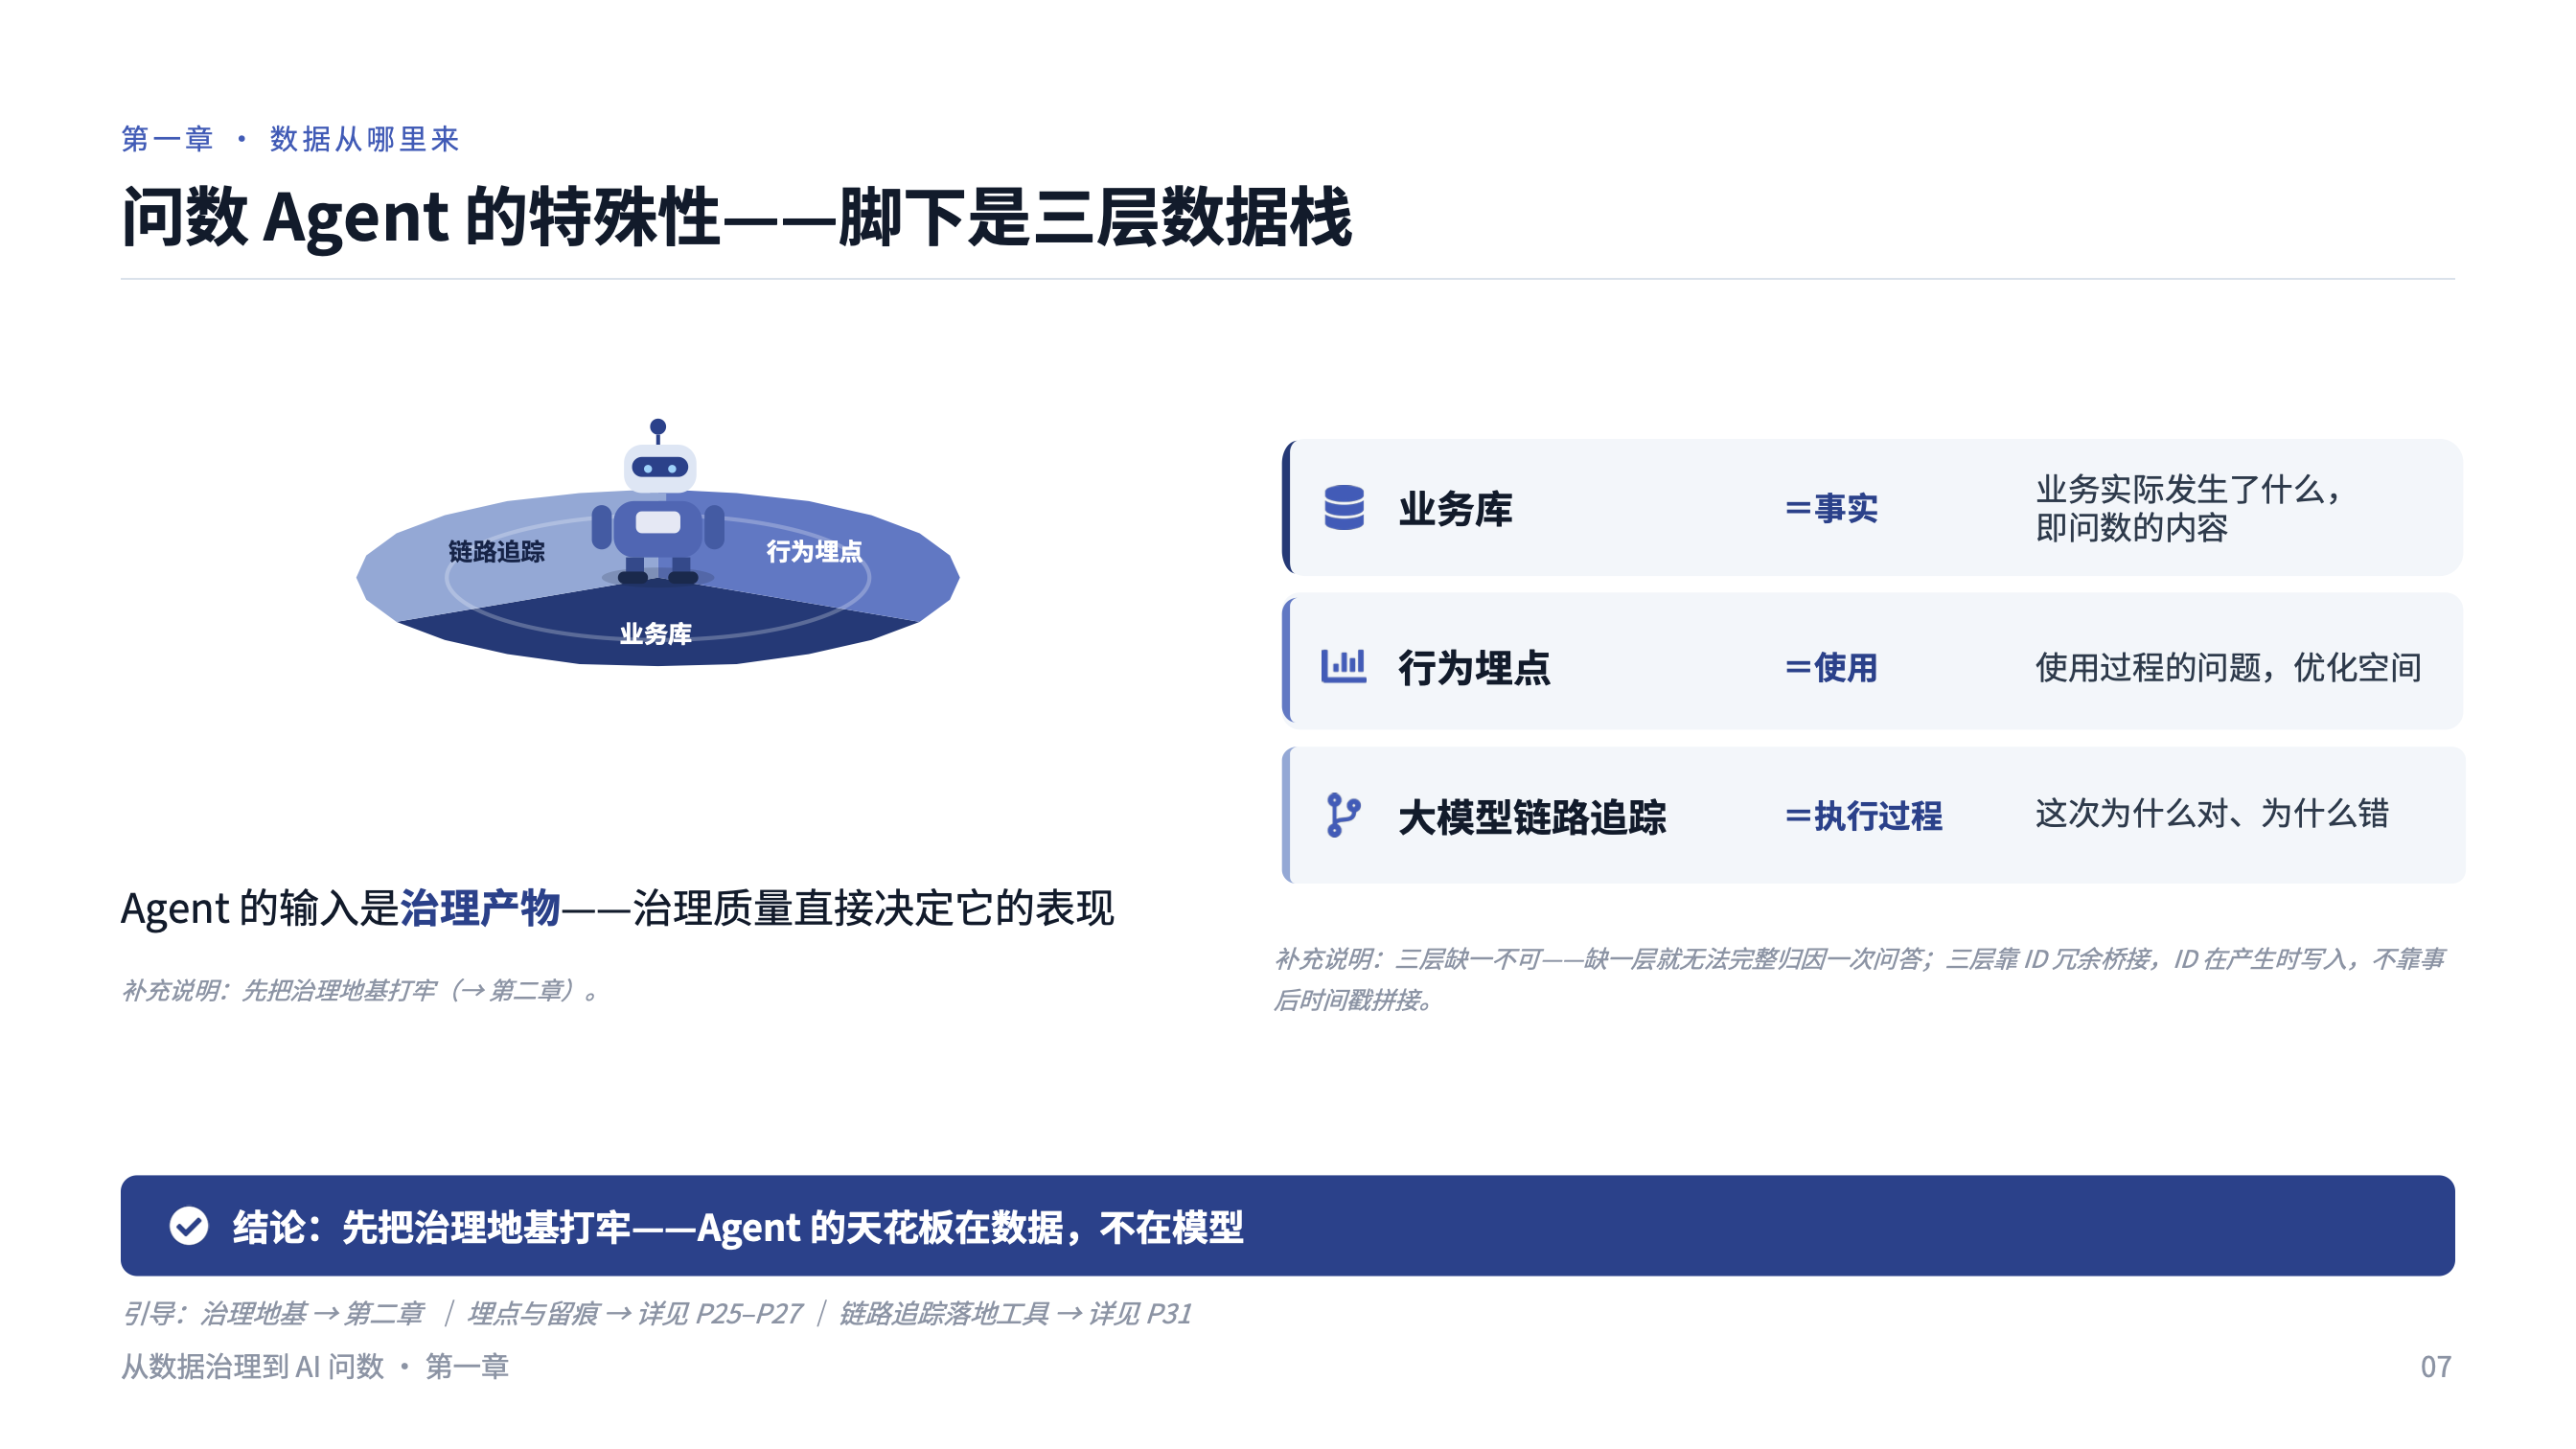 第一章 · 数据从哪里来
问数 Agent 的特殊性——脚下是三层数据栈
链路追踪
行为埋点
业务库
Agent 的输入是治理产物——治理质量直接决定它的表现
补充说明：先把治理地基打牢（→ 第二章）。
业务库
＝事实
业务实际发生了什么，
即问数的内容
行为埋点
＝使用
使用过程的问题，优化空间
大模型链路追踪
＝执行过程
这次为什么对、为什么错
补充说明：三层缺一不可——缺一层就无法完整归因一次问答；三层靠 ID 冗余桥接，ID 在产生时写入，不靠事
后时间戳拼接。
结论：先把治理地基打牢——Agent 的天花板在数据，不在模型
引导：治理地基 → 第二章 ｜ 埋点与留痕 → 详见 P25–P27 ｜ 链路追踪落地工具 → 详见 P31
从数据治理到 AI 问数 · 第一章
07